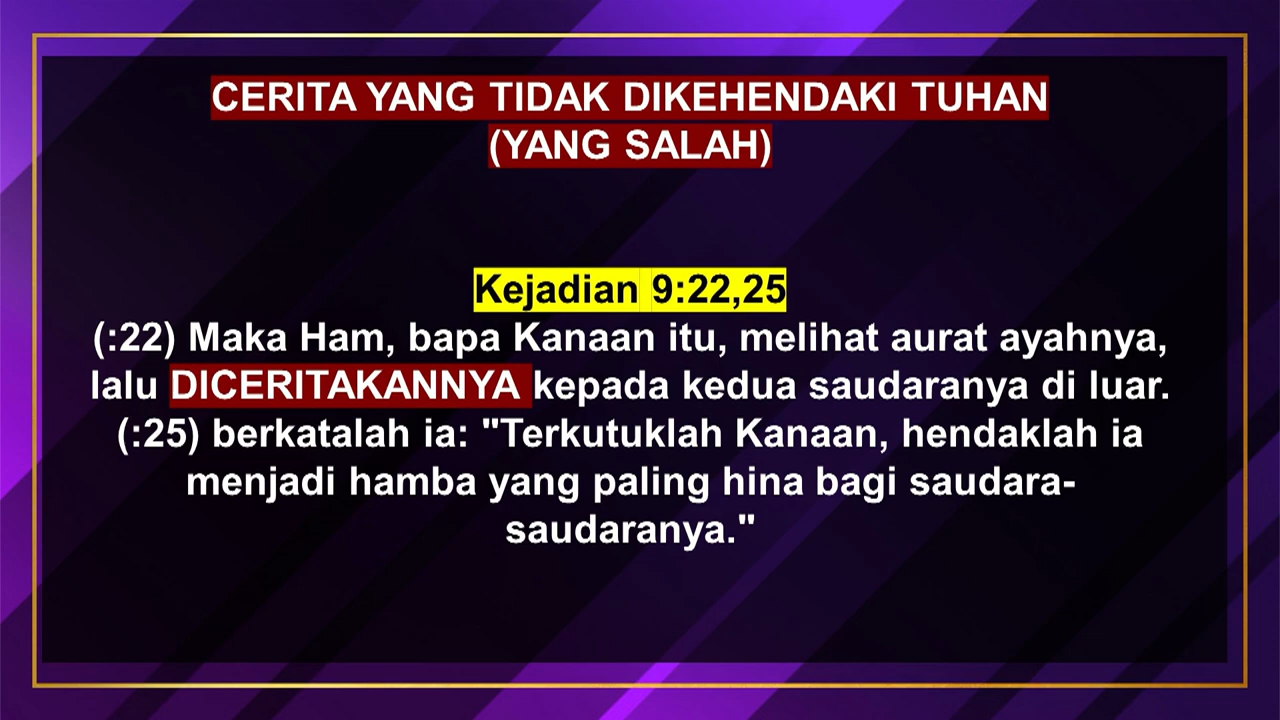 CERITA YANG TIDAK DIKEHENDAKI TUHAN
(YANG SALAH)
Kejadian 9:22,25
(:22) Maka Ham, bapa Kanaan itu, melihat aurat ayahnya,
lalu DICERITAKANNYA kepada kedua saudaranya di luar.
(:25) berkatalah ia: "Terkutuklah Kanaan, hendaklah ia
menjadi hamba yang paling hina bagi saudara-
saudaranya."